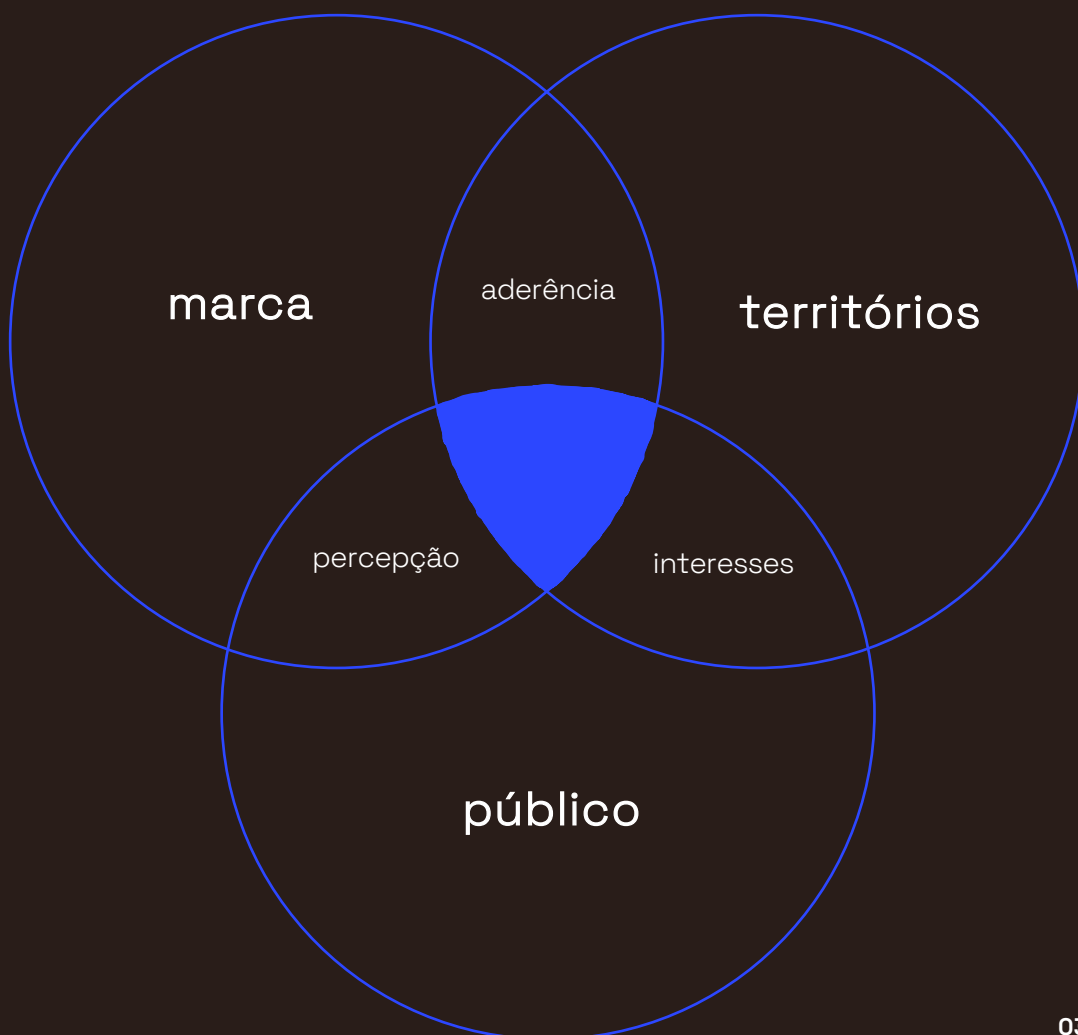 aderência
marca
territórios
percepção
interesses
público